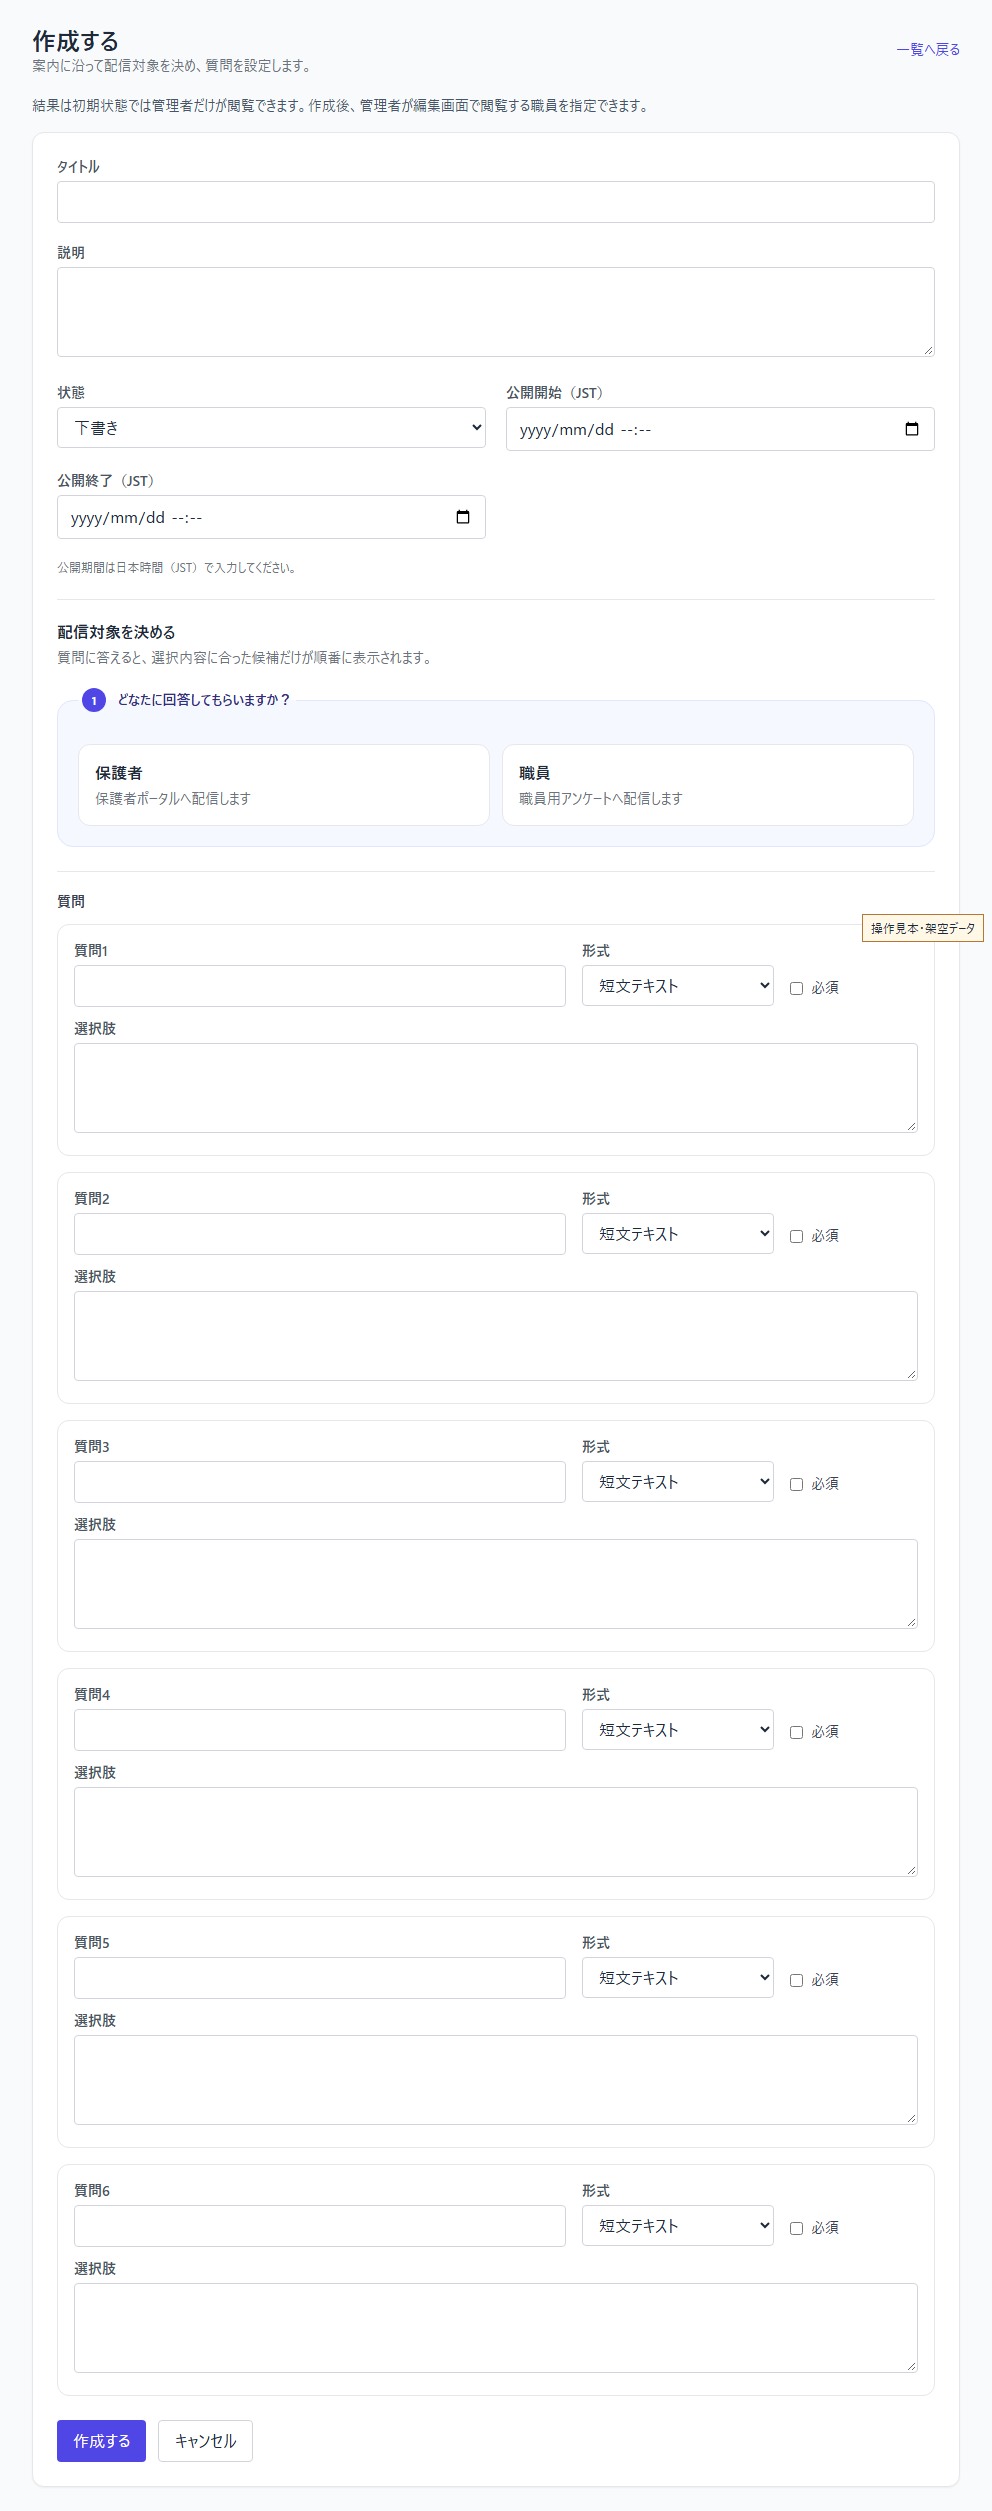 作成する
案内に沿って配信対象を決め、質問を設定します。
一覧へ戻る
結果は初期状態では管理者だけが閲覧できます。作成後、管理者が編集画面で閲覧する職員を指定できます。
タイトル
説明
状態
下書き
公開開始（JST）
yyyy/mm/dd --:--
公開終了（JST）
yyyy/mm/dd --:--
公開期間は日本時間（JST）で入力してください。
配信対象を決める
質問に答えると、選択内容に合った候補だけが順番に表示されます。
1 どなたに回答してもらいますか？
保護者
保護者ポータルへ配信します
職員
職員用アンケートへ配信します
質問
操作見本・架空データ
質問1
形式
短文テキスト
必須
選択肢
質問2
形式
短文テキスト
必須
選択肢
質問3
形式
短文テキスト
必須
選択肢
質問4
形式
短文テキスト
必須
選択肢
質問5
形式
短文テキスト
必須
選択肢
質問6
形式
短文テキスト
必須
選択肢
作成する
キャンセル